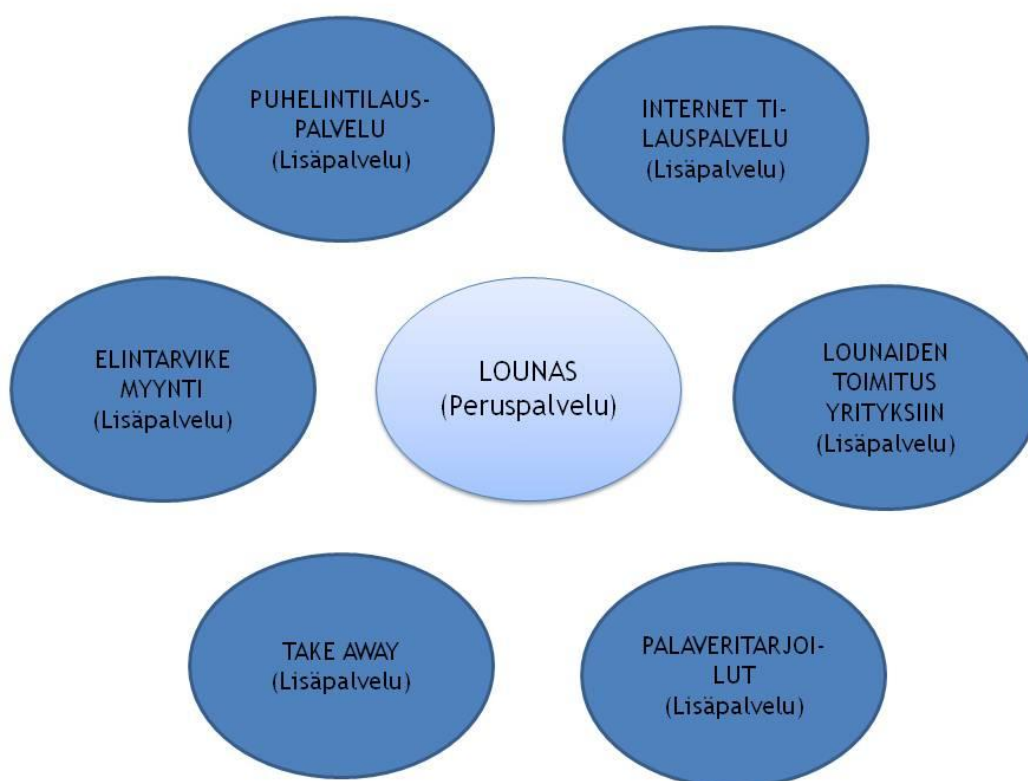 PUHELINTILAUS-
PALVELU
(Lisäpalvelu)
INTERNET TI-
LAUSPALVELU
(Lisäpalvelu)
ELINTARVIKE
MYYNTI
(Lisäpalvelu)
LOUNAS
(Peruspalvelu)
LOUNAIDEN
TOIMITUS
YRITYKSIIN
(Lisäpalvelu)
TAKE AWAY
(Lisäpalvelu)
PALAVERITARJOI-
LUT
(Lisäpalvelu)